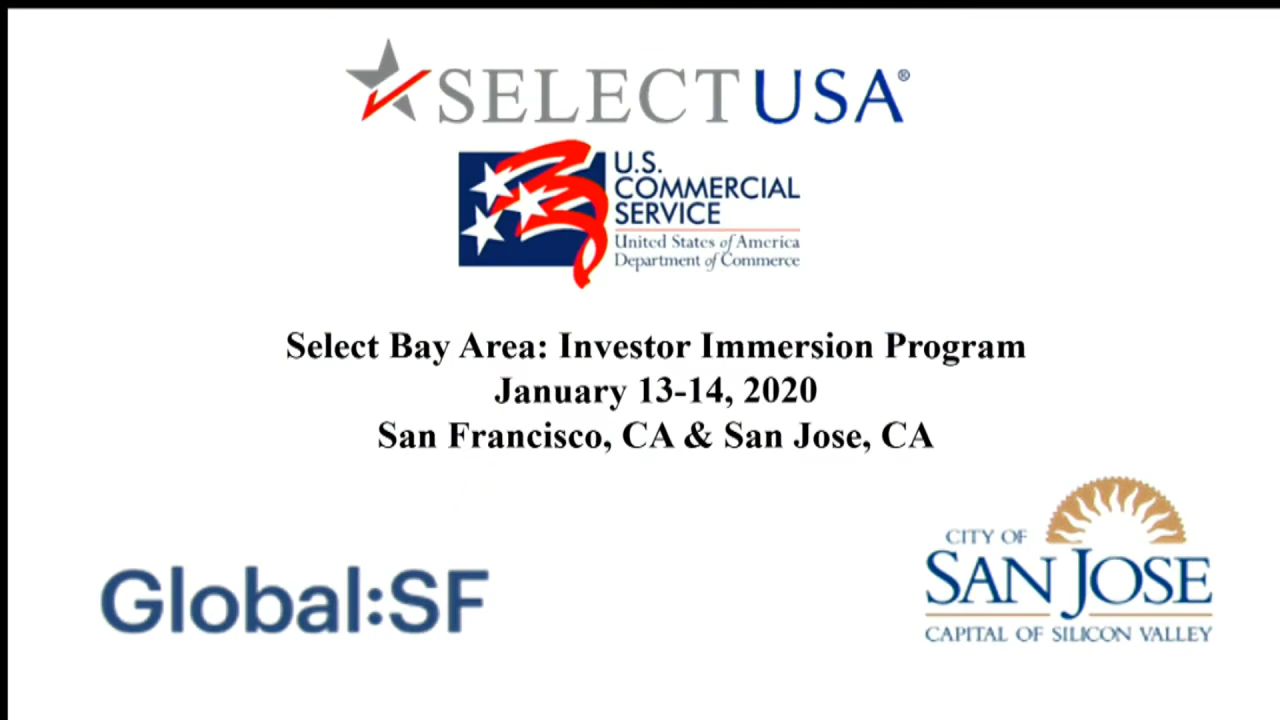 SELECTUSA®
U.S.
COMMERCIAL
SERVICE
United States of America
Department of Commerce
Select Bay Area: Investor Immersion Program
January 13-14, 2020
San Francisco, CA & San Jose, CA
Global:SF
CITY OF
SAN JOSE
CAPITAL OF SILICON VALLEY